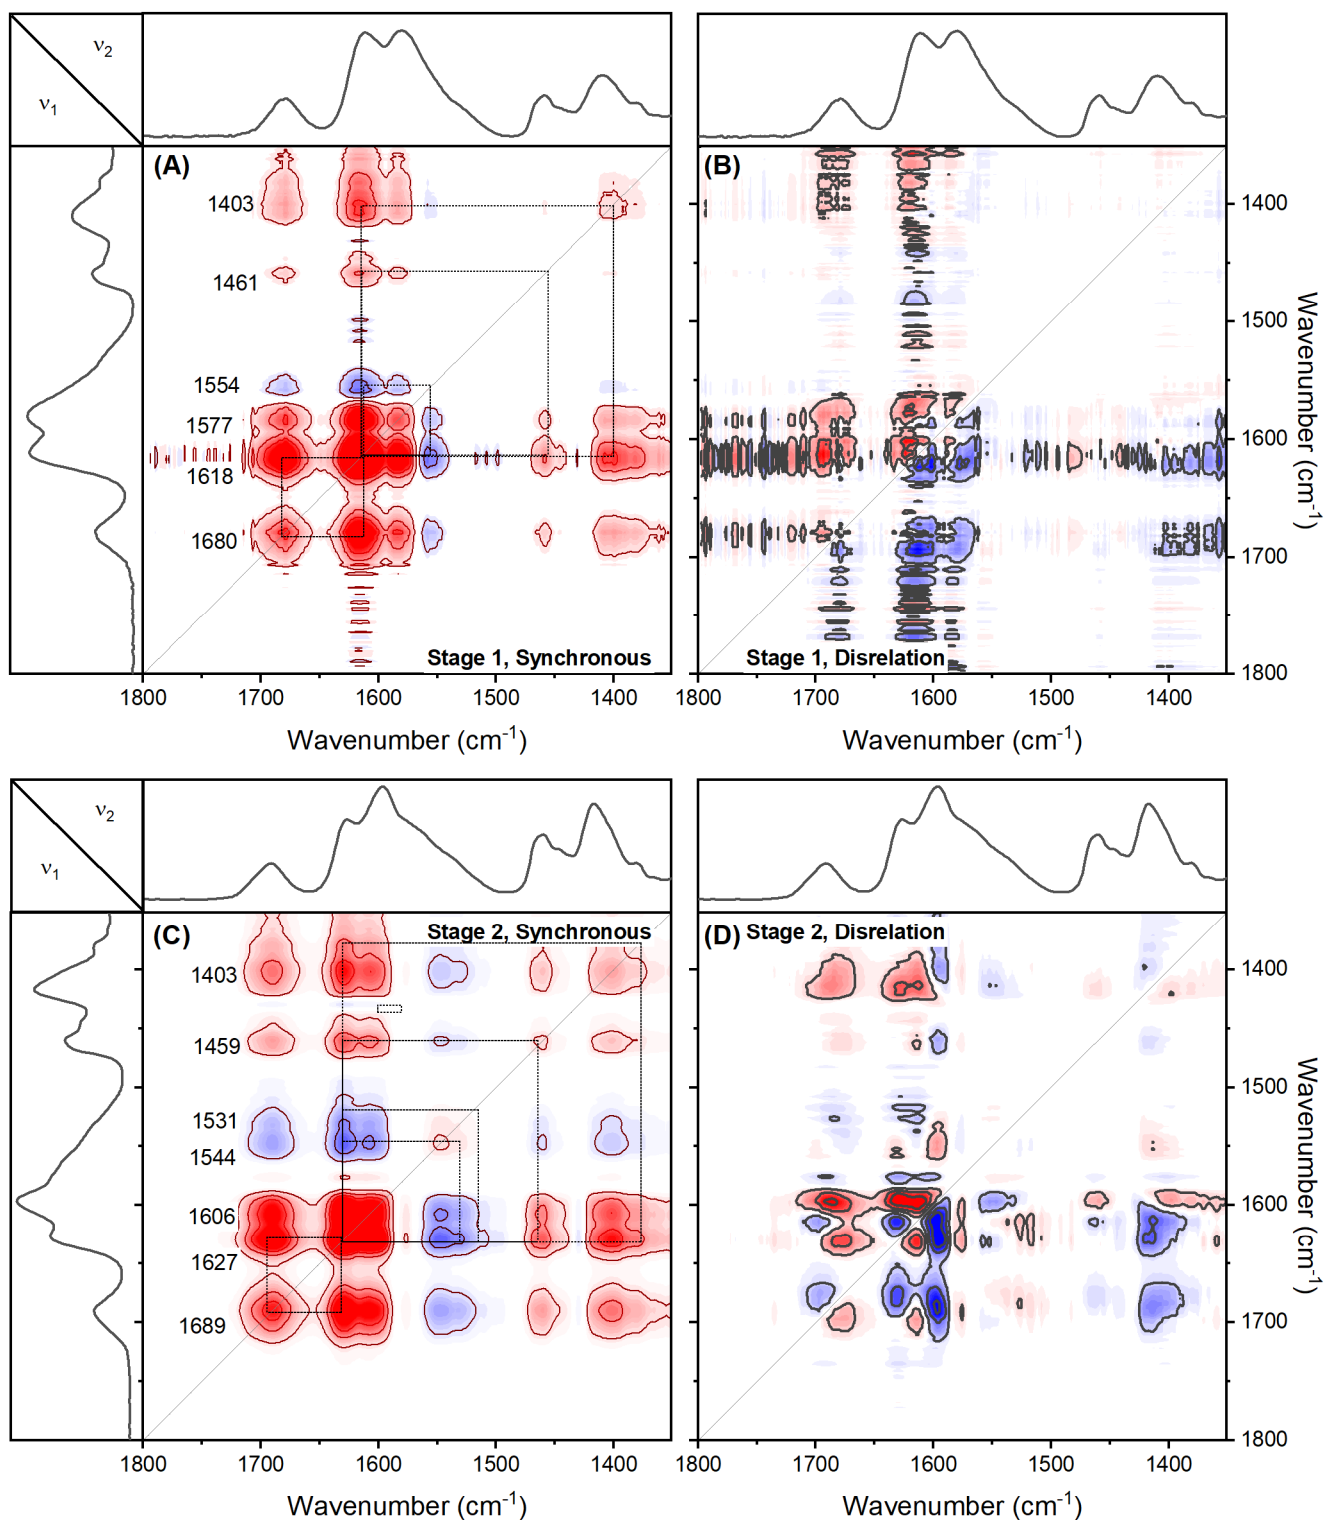 ν2
ν1
(A)
(B)
1403
1461
1554
1577
1618
1680
1400
1500
1600
1700
1800
Wavenumber (cm-1)
Stage 1, Synchronous
Stage 1, Disrelation
1800 1700 1600 1500 1400
1800 1700 1600 1500 1400
Wavenumber (cm-1)
Wavenumber (cm-1)
ν2
ν1
(C)
Stage 2, Synchronous
(D)
Stage 2, Disrelation
1403
1459
1531
1544
1606
1627
1689
1400
1500
1600
1700
1800
Wavenumber (cm-1)
1800 1700 1600 1500 1400
1800 1700 1600 1500 1400
Wavenumber (cm-1)
Wavenumber (cm-1)